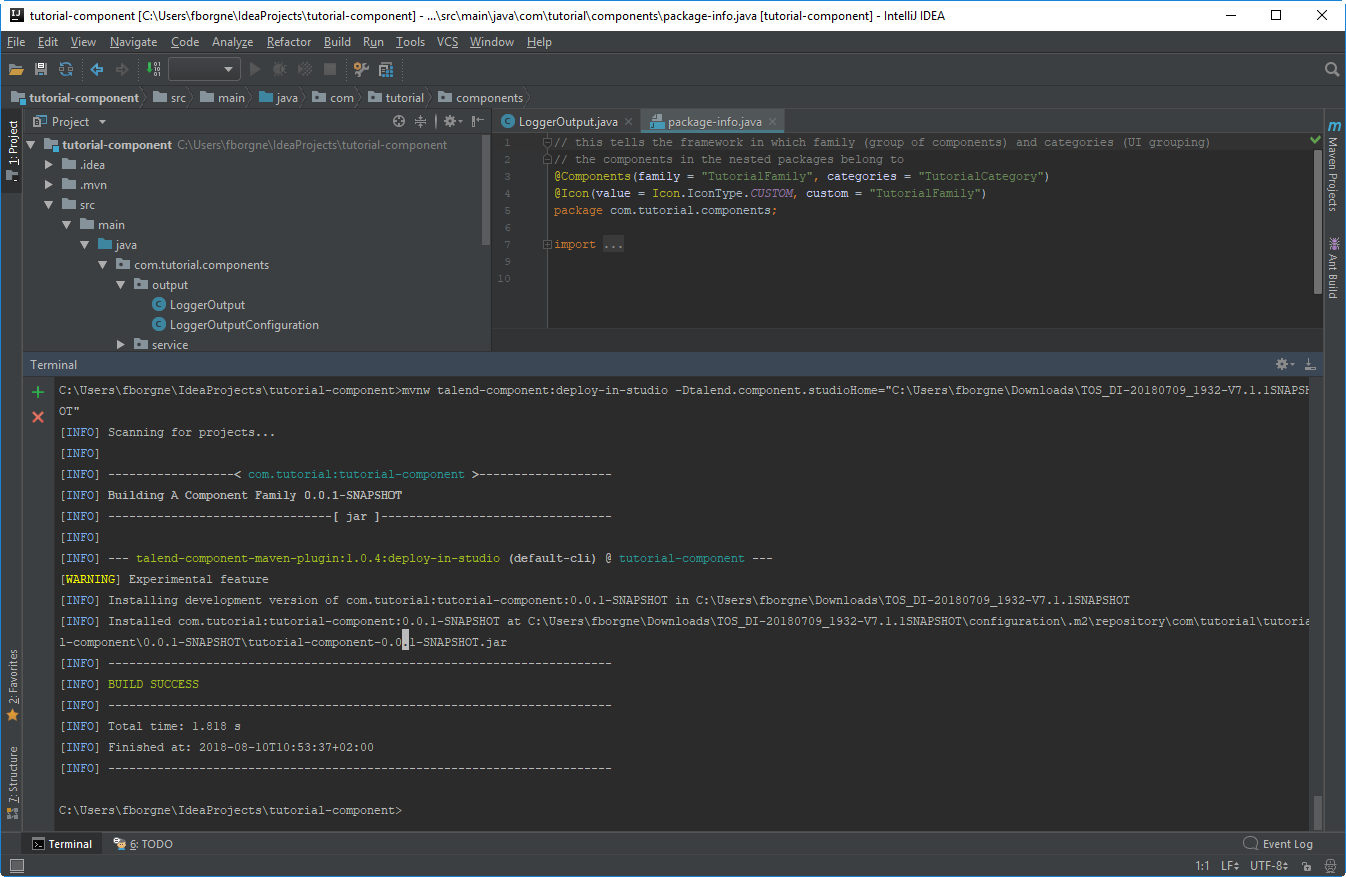 tutorial-component [C:\Users\fborgne\IdeaProjects\tutorial-component] - ...\src\main\java\com\tutorial\components\package-info.java [tutorial-component] - IntelliJ IDEA
File Edit View Navigate Code Analyze Refactor Build Run Tools VCS Window Help
tutorial-component src main java com tutorial components
1: Project
Project
LoggerOutput.java package-info.java
tutorial-component C:\Users\fborgne\IdeaProjects\tutorial-component
.idea
.mvn
src
main
java
com.tutorial.components
output
LoggerOutput
LoggerOutputConfiguration
service
1 // this tells the framework in which family (group of components) and categories (UI grouping)
2 // the components in the nested packages belong to
3 @Components(family = "TutorialFamily", categories = "TutorialCategory")
4 @Icon(value = Icon.IconType.CUSTOM, custom = "TutorialFamily")
5 package com.tutorial.components;
6
7 import ...
9
10
Maven Projects
Ant Build
Terminal
C:\Users\fborgne\IdeaProjects\tutorial-component>mvnw talend-component:deploy-in-studio -Dtalend.component.studioHome="C:\Users\fborgne\Downloads\TOS_DI-20180709_1932-V7.1.1SNAPSH
OT"
[INFO] Scanning for projects...
[INFO]
[INFO] ------------------< com.tutorial:tutorial-component >-------------------
[INFO] Building A Component Family 0.0.1-SNAPSHOT
[INFO] --------------------------------[ jar ]---------------------------------
[INFO]
[INFO] --- talend-component-maven-plugin:1.0.4:deploy-in-studio (default-cli) @ tutorial-component ---
[WARNING] Experimental feature
[INFO] Installing development version of com.tutorial:tutorial-component:0.0.1-SNAPSHOT in C:\Users\fborgne\Downloads\TOS_DI-20180709_1932-V7.1.1SNAPSHOT
[INFO] Installed com.tutorial:tutorial-component:0.0.1-SNAPSHOT at C:\Users\fborgne\Downloads\TOS_DI-20180709_1932-V7.1.1SNAPSHOT\configuration\.m2\repository\com\tutorial\tutoria
l-component\0.0.1-SNAPSHOT\tutorial-component-0.0.1-SNAPSHOT.jar
[INFO] ------------------------------------------------------------------------
[INFO] BUILD SUCCESS
[INFO] ------------------------------------------------------------------------
[INFO] Total time: 1.818 s
[INFO] Finished at: 2018-08-10T10:53:37+02:00
[INFO] ------------------------------------------------------------------------
C:\Users\fborgne\IdeaProjects\tutorial-component>
2: Favorites
7: Structure
Terminal 6: TODO Event Log
1:1 LF UTF-8